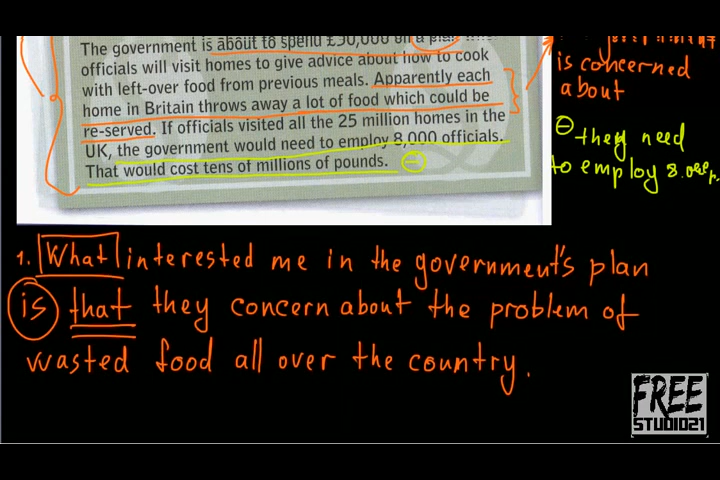 The government is about to spend £30,000 on a plan
officials will visit homes to give advice about how to cook
with left-over food from previous meals. Apparently each
home in Britain throws away a lot of food which could be
re-served. If officials visited all the 25 million homes in the
UK, the government would need to employ 8,000 officials.
That would cost tens of millions of pounds.
is concerned
about
they need
to employ
1. What interested me in the government's plan
is that they concern about the problem of
wasted food all over the country.
FREE
STUDIO21